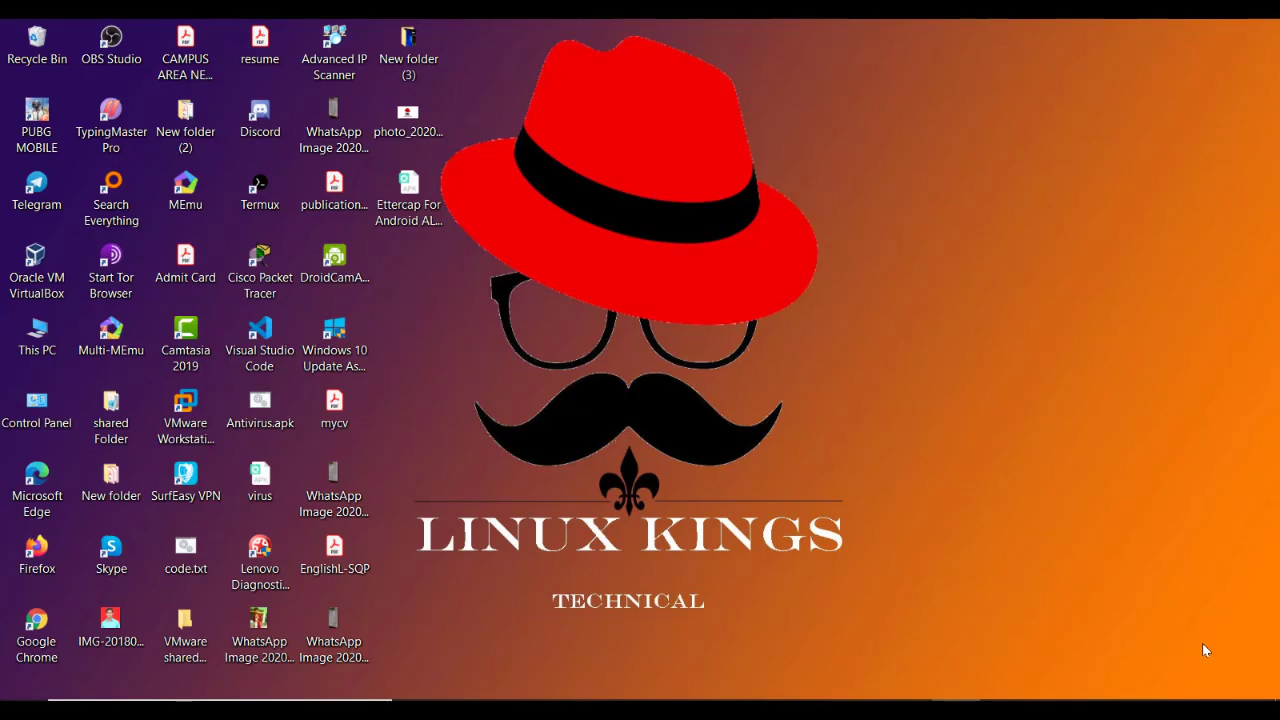 Recycle Bin
OBS Studio
CAMPUS
AREA NE...
resume
Advanced IP
Scanner
New folder
(3)
PUBG
MOBILE
TypingMaster
Pro
New folder
(2)
Discord
WhatsApp
Image 2020...
photo_2020...
Telegram
Search
Everything
MEmu
Termux
publication...
Ettercap For
Android AL...
Oracle VM
VirtualBox
Start Tor
Browser
Admit Card
Cisco Packet
Tracer
DroidCamA...
This PC
Multi-MEmu
Camtasia
2019
Visual Studio
Code
Windows 10
Update As...
Control Panel
shared
Folder
VMware
Workstati...
Antivirus.apk
mycv
Microsoft
Edge
New folder
SurfEasy VPN
virus
WhatsApp
Image 2020...
Firefox
Skype
code.txt
Lenovo
Diagnosti...
EnglishL-SQP
Google
Chrome
IMG-20180...
VMware
shared...
WhatsApp
Image 2020...
WhatsApp
Image 2020...
LINUX KINGS
TECHNICAL